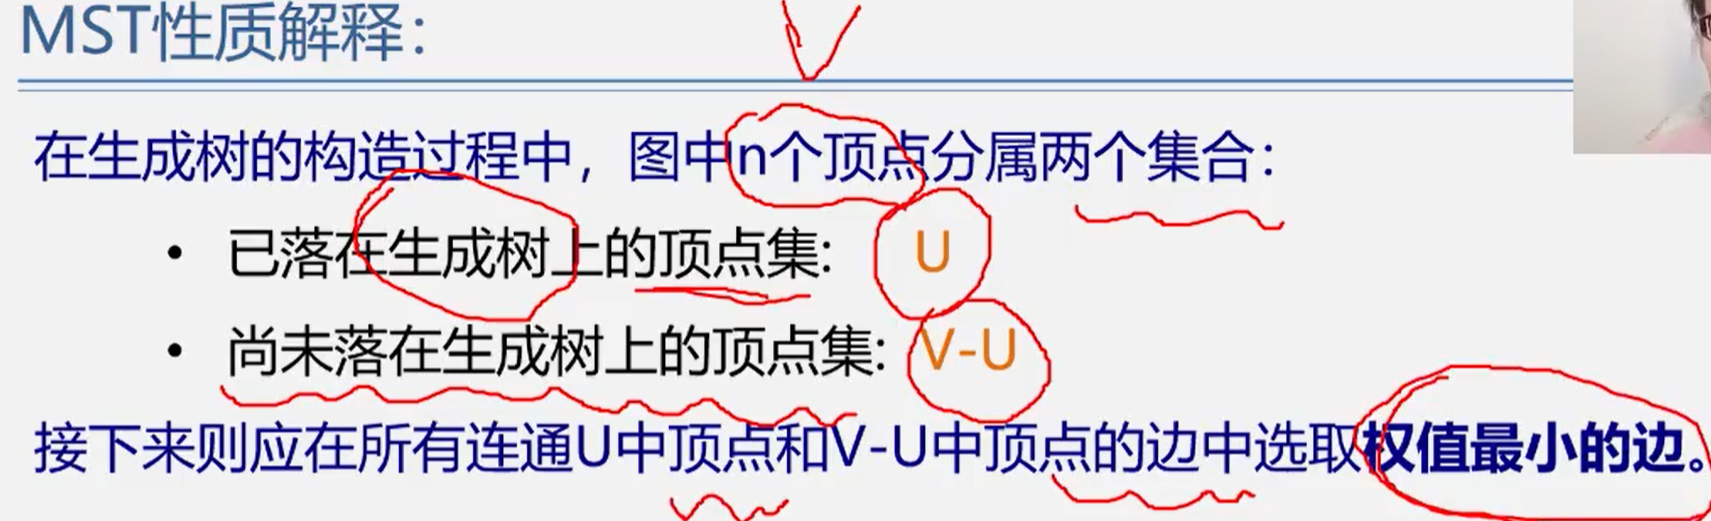 MST性质解释：
V
在生成树的构造过程中，图中n个顶点分属两个集合：
• 已落在生成树上的顶点集: U
• 尚未落在生成树上的顶点集: V-U
接下来则应在所有连通U中顶点和V-U中顶点的边中选取权值最小的边。